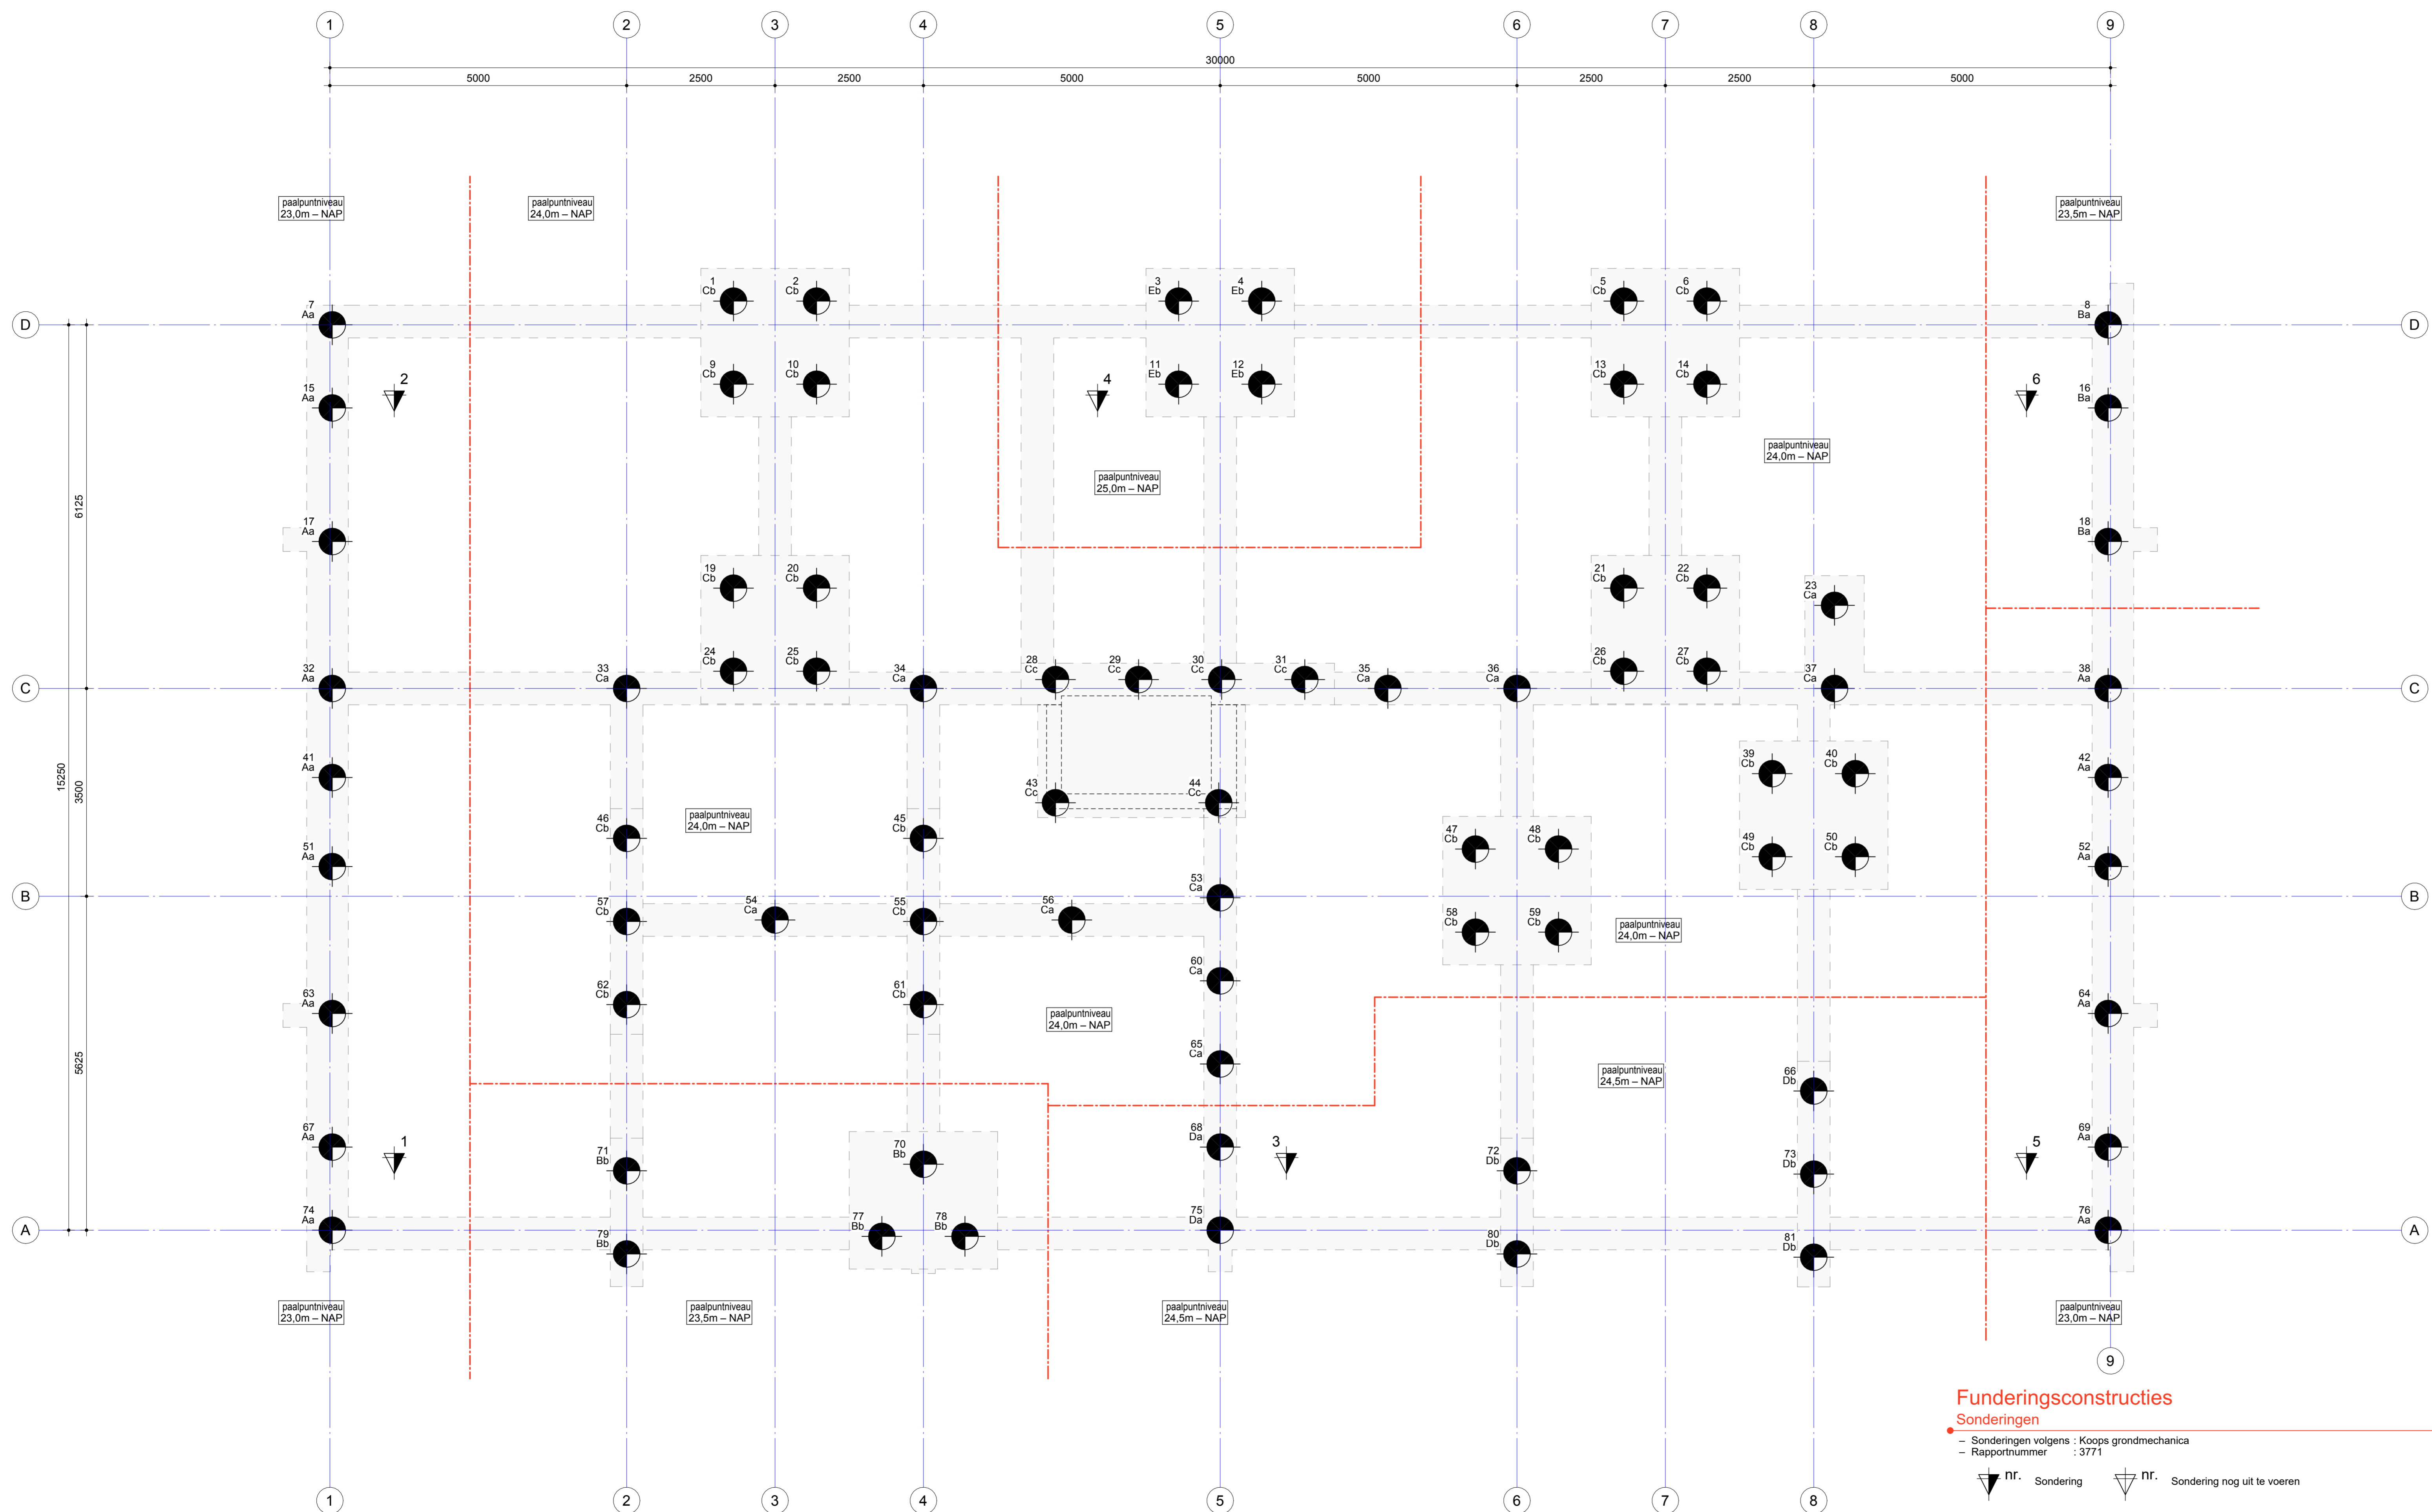 1 2 3 4 5 6 7 8 9
30000
5000 2500 2500 5000 5000 2500 2500 5000
paalpuntniveau
23,0m – NAP
paalpuntniveau
24,0m – NAP
paalpuntniveau
23,5m – NAP
1
Cb
2
Cb
3
Eb
4
Eb
5
Cb
6
Cb
7
Aa
8
Ba
D
D
9
Cb
10
Cb
11
Eb
12
Eb
13
Cb
14
Cb
15
Aa
2
4
6
16
Ba
paalpuntniveau
24,0m – NAP
paalpuntniveau
25,0m – NAP
6125
17
Aa
18
Ba
19
Cb
20
Cb
21
Cb
22
Cb
23
Ca
24
Cb
25
Cb
26
Cb
27
Cb
28
Cc
29
Cc
30
Cc
31
Cc
32
Aa
33
Ca
34
Ca
35
Ca
36
Ca
37
Ca
38
Aa
C
C
39
Cb
40
Cb
41
Aa
42
Aa
15250
3500
43
Cc
44
Cc
paalpuntniveau
24,0m – NAP
46
Cb
45
Cb
47
Cb
48
Cb
49
Cb
50
Cb
51
Aa
52
Aa
53
Ca
B
B
57
Cb
54
Ca
55
Cb
56
Ca
58
Cb
59
Cb
paalpuntniveau
24,0m – NAP
60
Ca
62
Cb
61
Cb
63
Aa
64
Aa
paalpuntniveau
24,0m – NAP
5625
65
Ca
66
Db
paalpuntniveau
24,5m – NAP
67
Aa
1
71
Bb
70
Bb
68
Da
3
72
Db
73
Db
5
69
Aa
74
Aa
79
Bb
77
Bb
78
Bb
75
Da
80
Db
81
Db
76
Aa
A
A
paalpuntniveau
23,0m – NAP
paalpuntniveau
23,5m – NAP
paalpuntniveau
24,5m – NAP
paalpuntniveau
23,0m – NAP
9
Funderingsconstructies
Sonderingen
– Sonderingen volgens : Koops grondmechanica
– Rapportnummer : 3771
nr. Sondering nr. Sondering nog uit te voeren
1 2 3 4 5 6 7 8